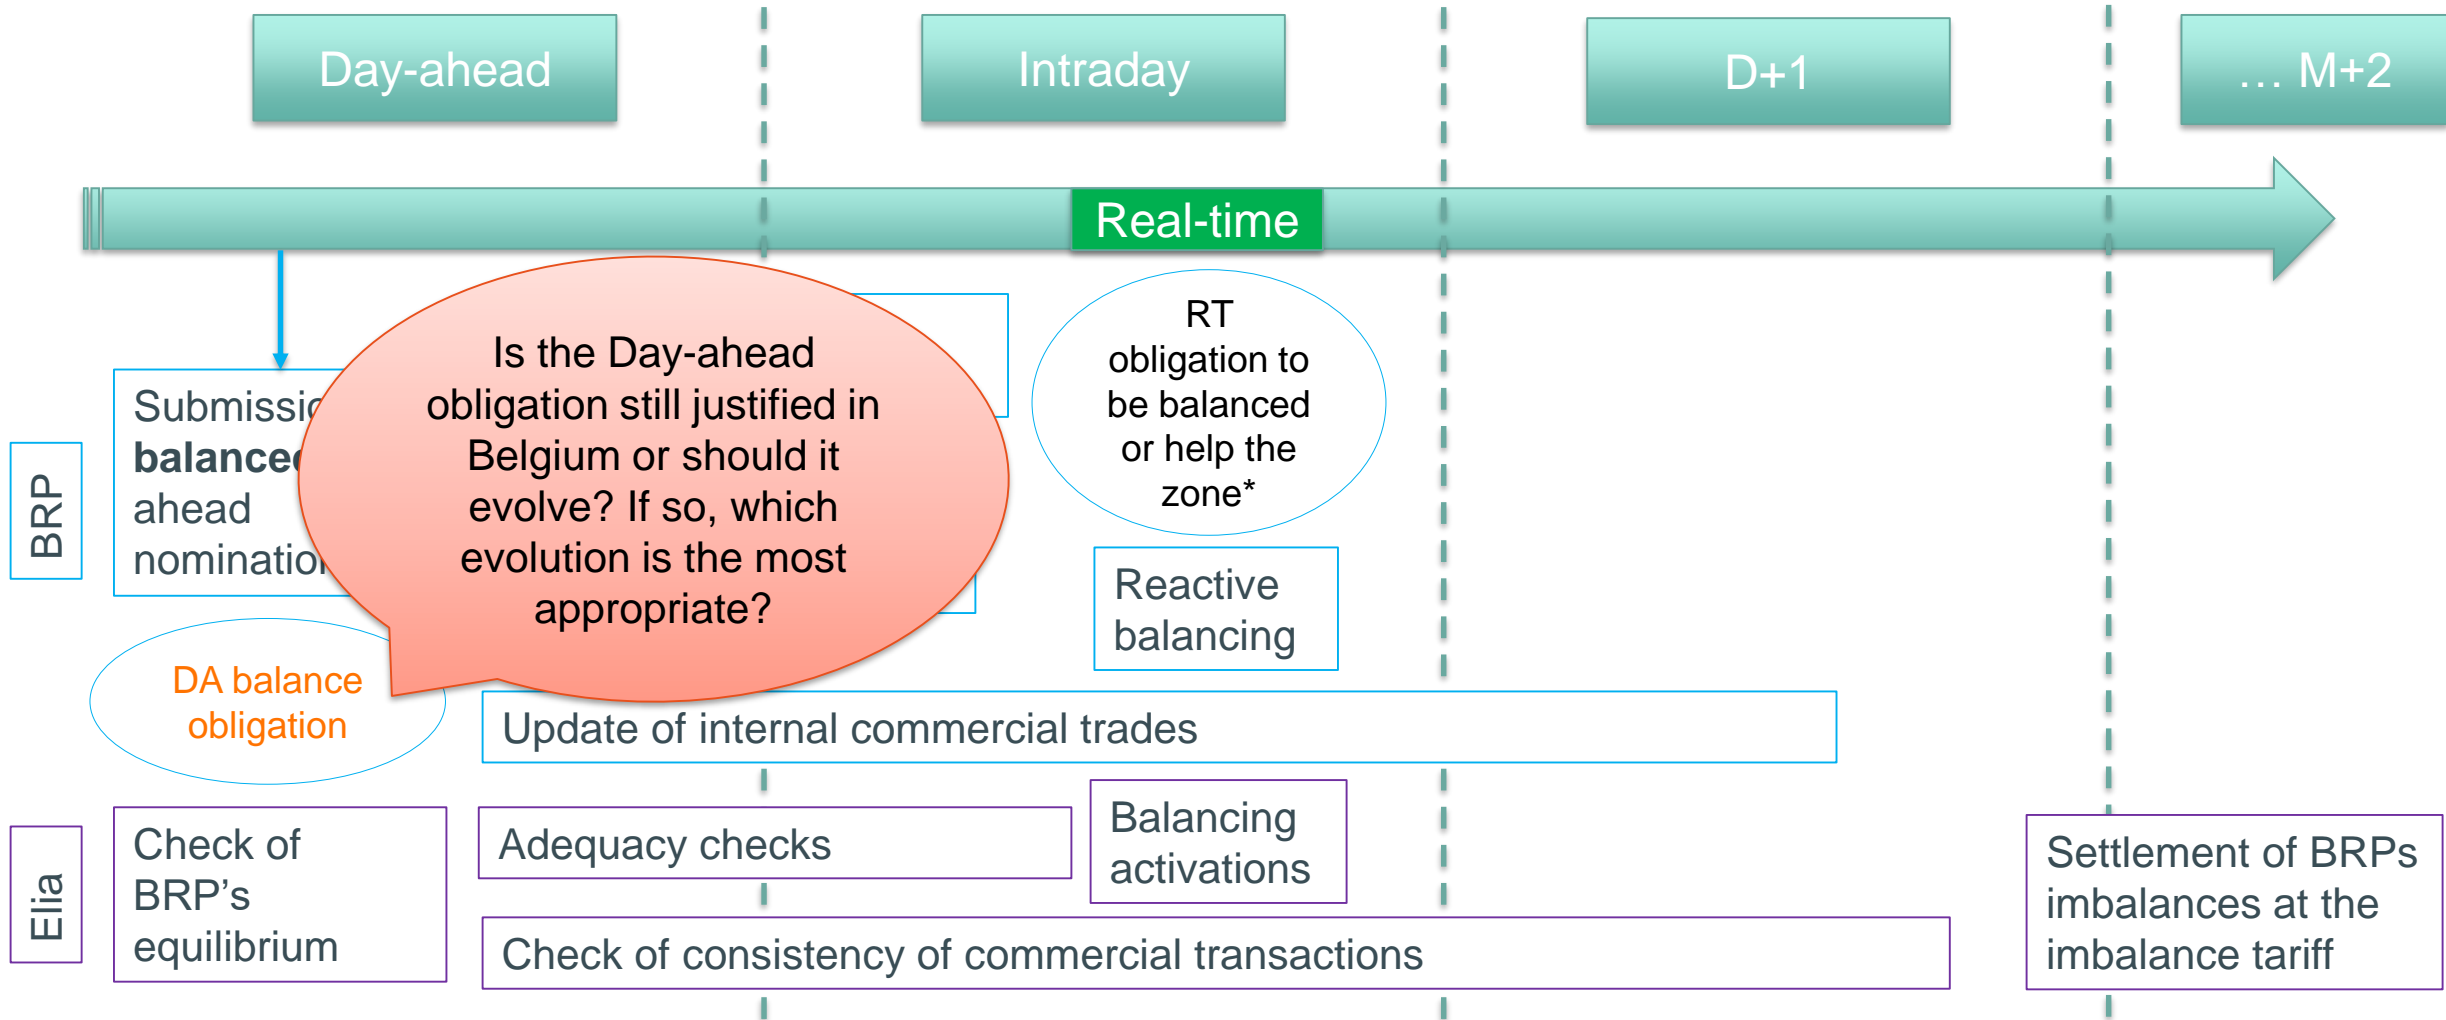 Day-ahead
Intraday
D+1
... M+2
Real-time
BRP
Is the Day-ahead
obligation still justified in
Belgium or should it
evolve? If so, which
evolution is the most
appropriate?
ahead
RT
obligation to
be balanced
or help the
zone*
Reactive
balancing
DA balance
obligation
Update of internal commercial trades
Elia
Check of
BRP’s
equilibrium
Adequacy checks
Balancing
activations
Check of consistency of commercial transactions
Settlement of BRPs
imbalances at the
imbalance tariff